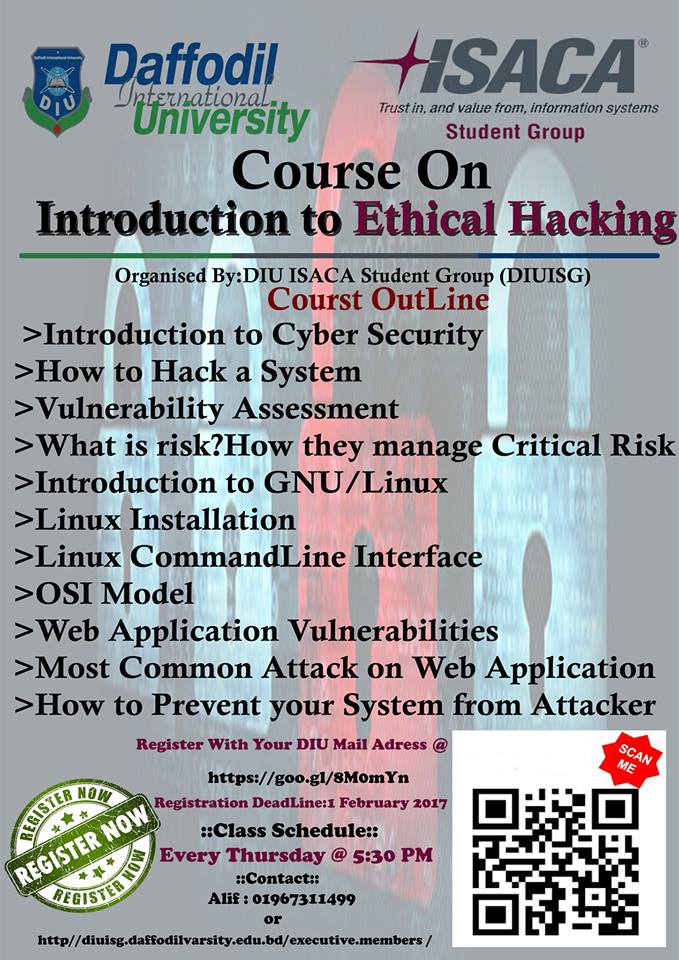 DIU
Daffodil
International
University
ISACA®
Trust in, and value from, information systems
Student Group
Course On
Introduction to Ethical Hacking
Organised By:DIU ISACA Student Group (DIUISG)
Courst OutLine
>Introduction to Cyber Security
>How to Hack a System
>Vulnerability Assessment
>What is risk?How they manage Critical Risk
>Introduction to GNU/Linux
>Linux Installation
>Linux CommandLine Interface
>OSI Model
>Web Application Vulnerabilities
>Most Common Attack on Web Application
>How to Prevent your System from Attacker
Register With Your DIU Mail Adress @
https://goo.gl/8M0mYn
Registration DeadLine:1 February 2017
::Class Schedule::
Every Thursday @ 5:30 PM
::Contact::
Alif : 01967311499
or
http//diuisg.daffodilvarsity.edu.bd/executive.members /
REGISTER NOW
REGISTER NOW
REGISTER NOW
SCAN
ME